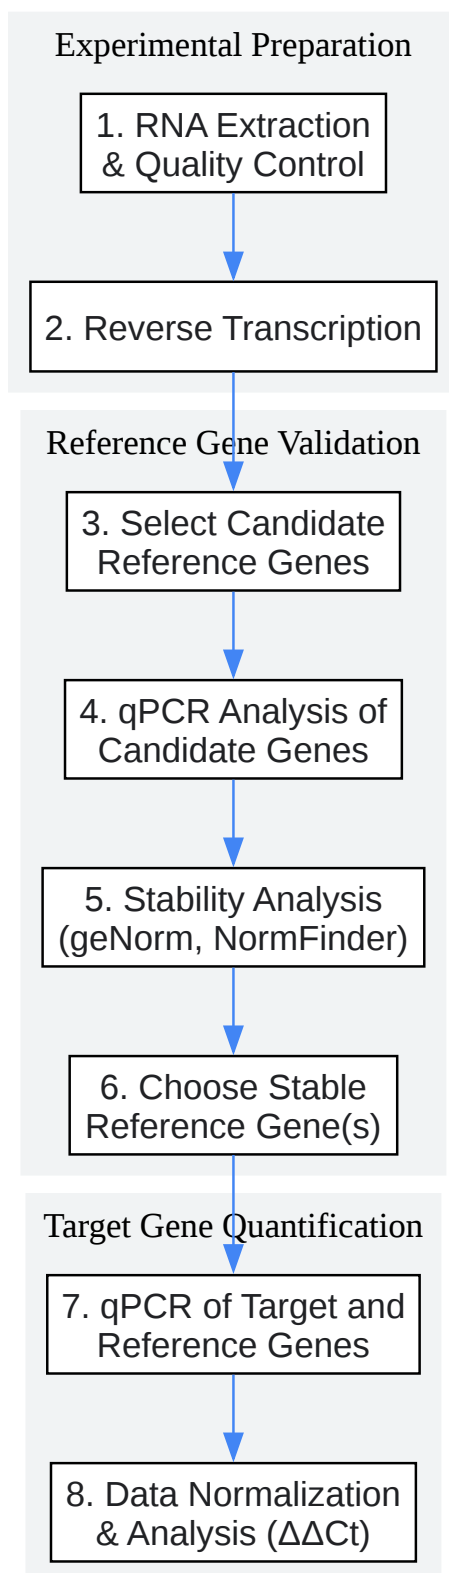 Experimental Preparation
1. RNA Extraction
& Quality Control
2. Reverse Transcription
Reference Gene Validation
3. Select Candidate
Reference Genes
4. qPCR Analysis of
Candidate Genes
5. Stability Analysis
(geNorm, NormFinder)
6. Choose Stable
Reference Gene(s)
Target Gene Quantification
7. qPCR of Target and
Reference Genes
8. Data Normalization
& Analysis (ΔΔCt)